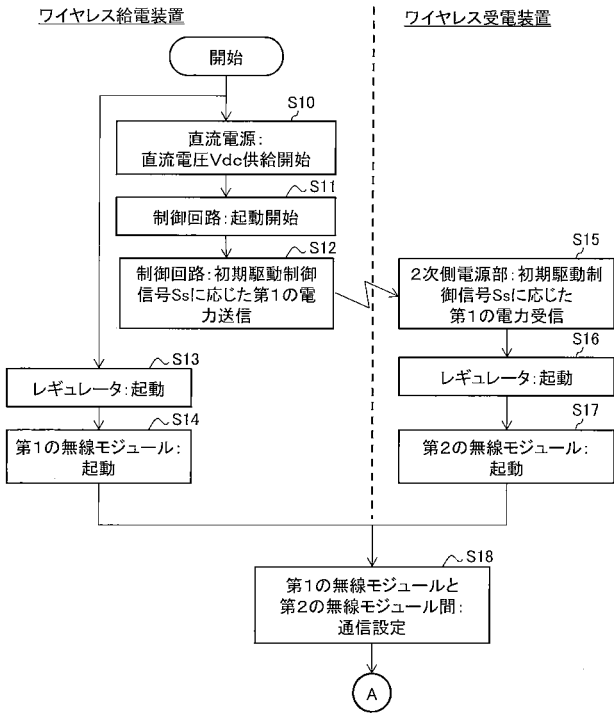 ワイヤレス給電装置
ワイヤレス受電装置
開始
S10
直流電源:
直流電圧Vdc供給開始
S11
制御回路:起動開始
S12
制御回路:初期駆動制御
信号Ssに応じた第1の電
力送信
S15
2次側電源部:初期駆動制
御信号Ssに応じた
第1の電力受信
S13
レギュレータ:起動
S16
レギュレータ:起動
S14
第1の無線モジュール:
起動
S17
第2の無線モジュール:
起動
S18
第1の無線モジュールと
第2の無線モジュール間:
通信設定
A